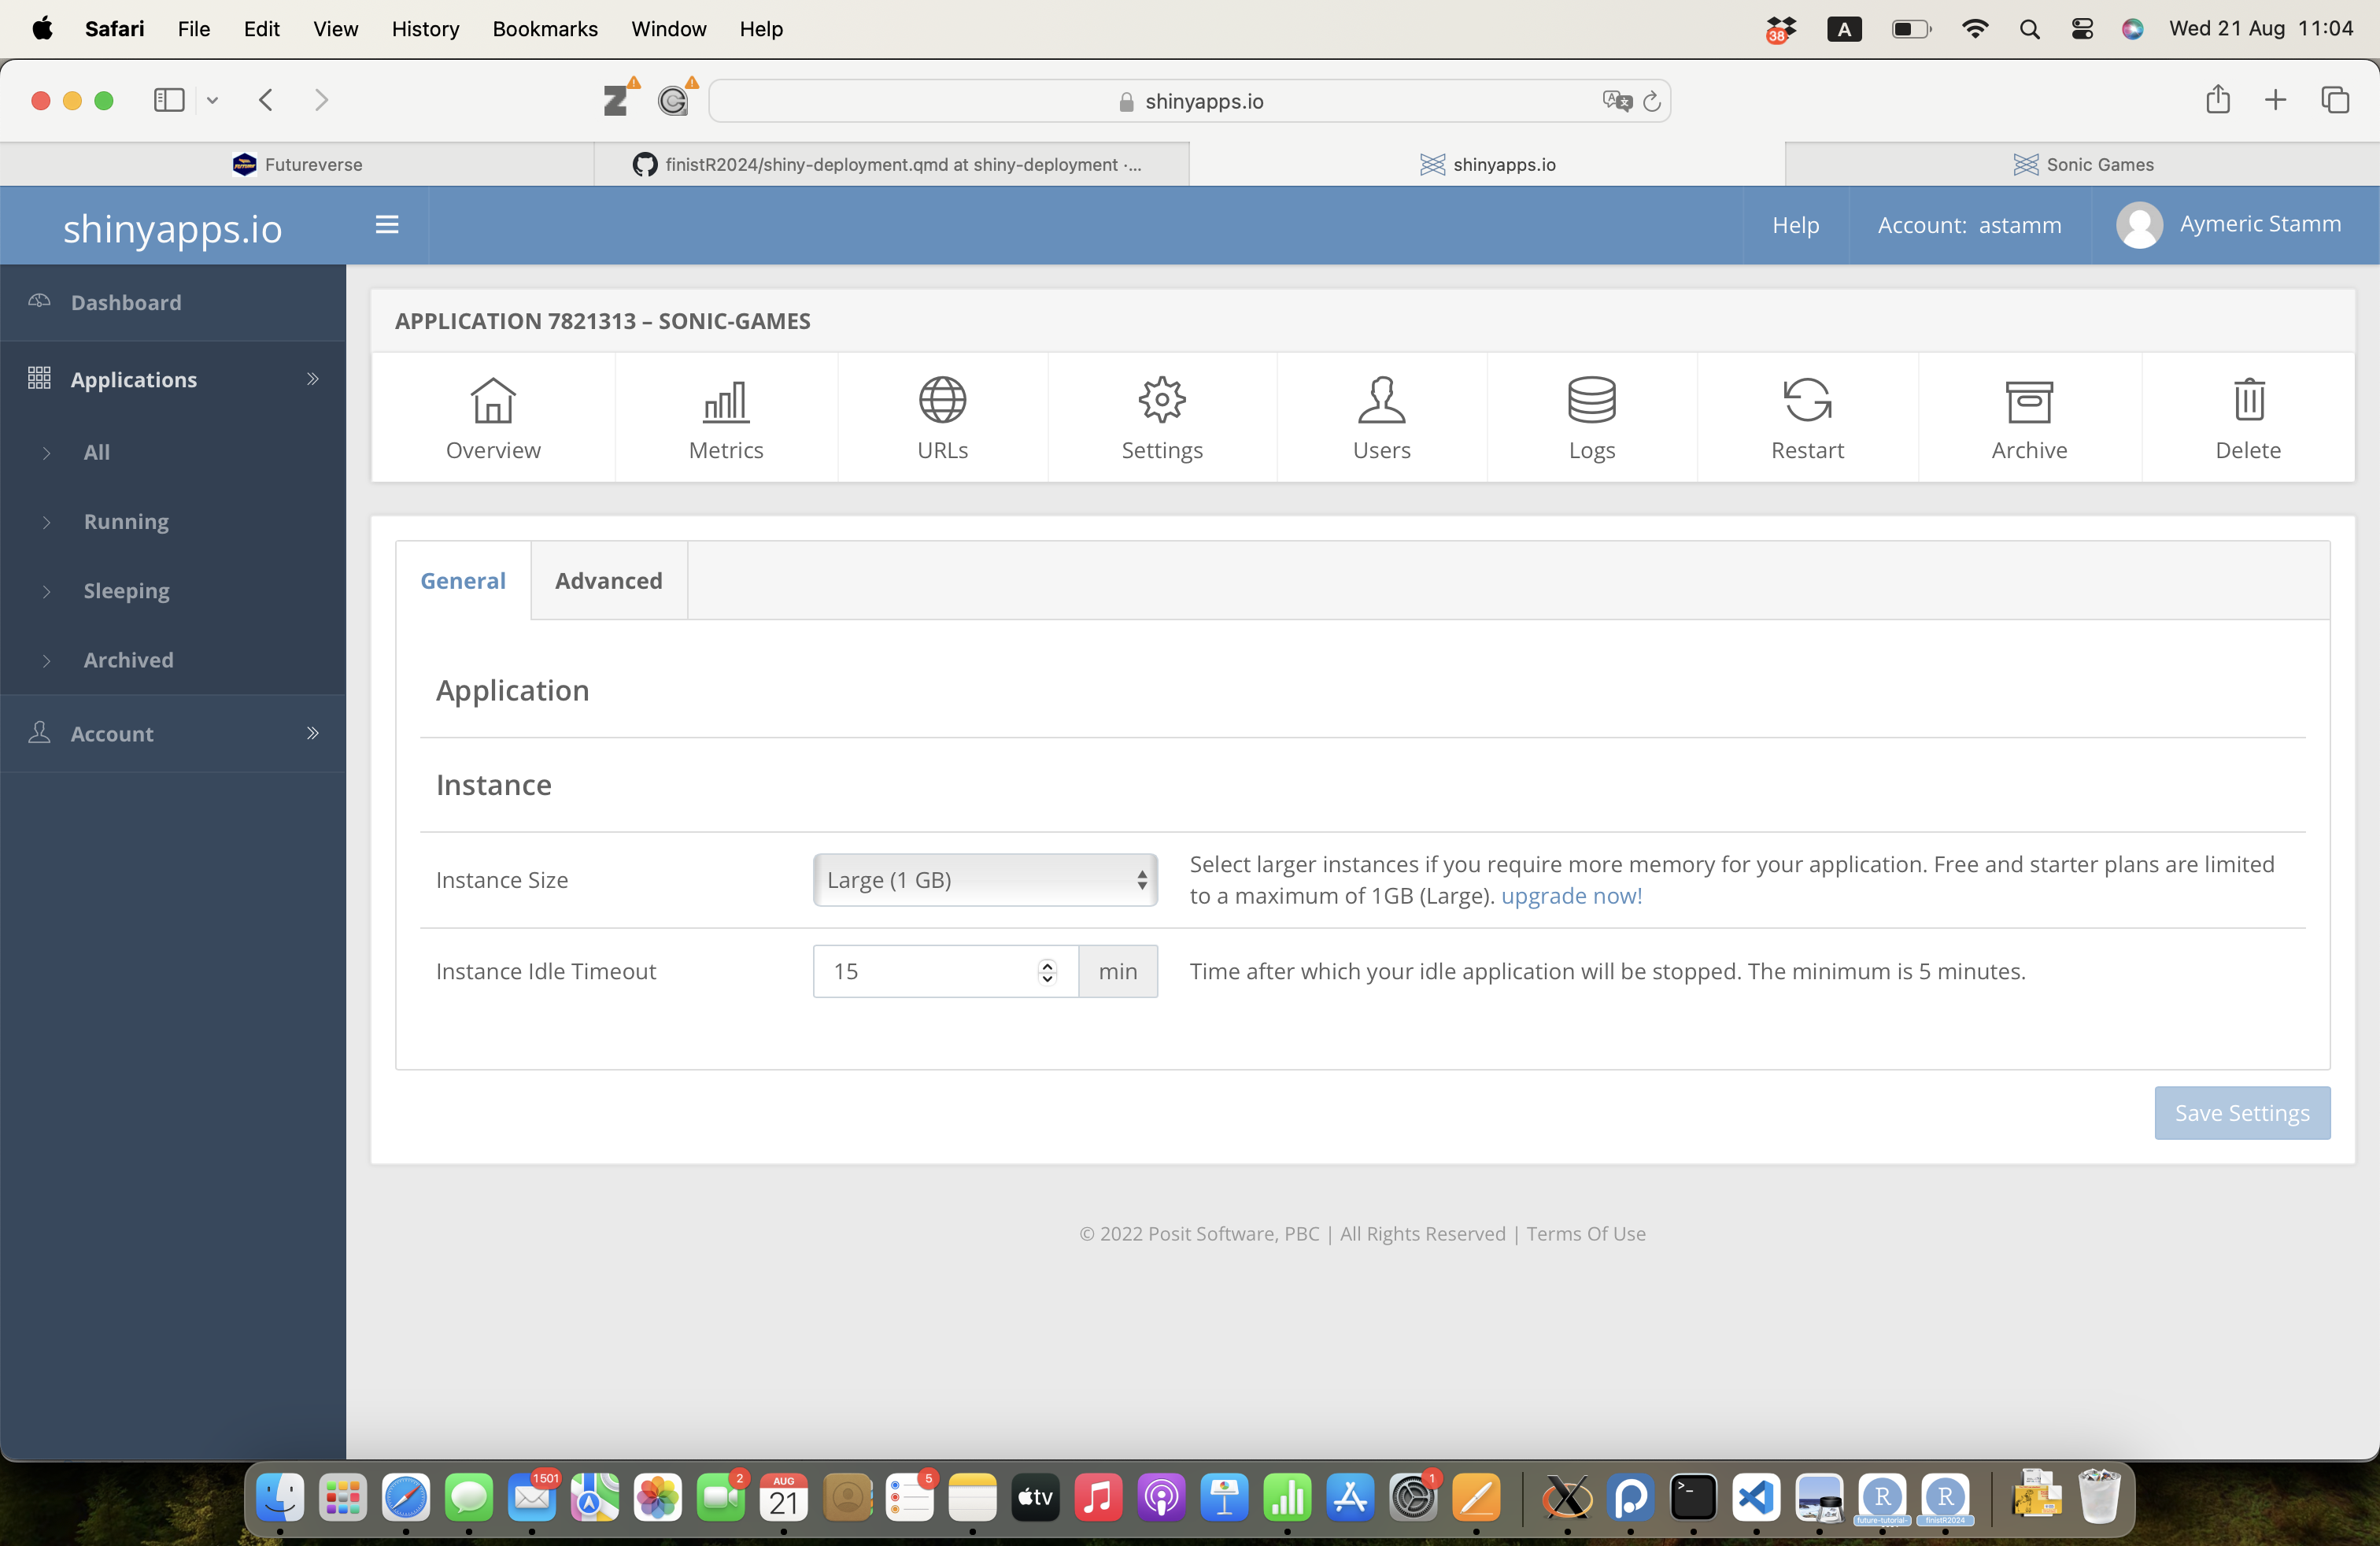 Safari File Edit View History Bookmarks Window Help 38 A Wed 21 Aug 11:04
shinyapps.io
Futureverse finistR2024/shiny-deployment.qmd at shiny-deployment ·... shinyapps.io Sonic Games
shinyapps.io Help Account: astamm Aymeric Stamm
Dashboard
Applications
All
Running
Sleeping
Archived
Account
APPLICATION 7821313 – SONIC-GAMES
Overview Metrics URLs Settings Users Logs Restart Archive Delete
General Advanced
Application
Instance
Instance Size Large (1 GB) Select larger instances if you require more memory for your application. Free and starter plans are limited
to a maximum of 1GB (Large). upgrade now!
Instance Idle Timeout 15 min Time after which your idle application will be stopped. The minimum is 5 minutes.
Save Settings
© 2022 Posit Software, PBC | All Rights Reserved | Terms Of Use
1501 2 AUG 21 5 tv 1 R R
future-tutorial- finistR2024